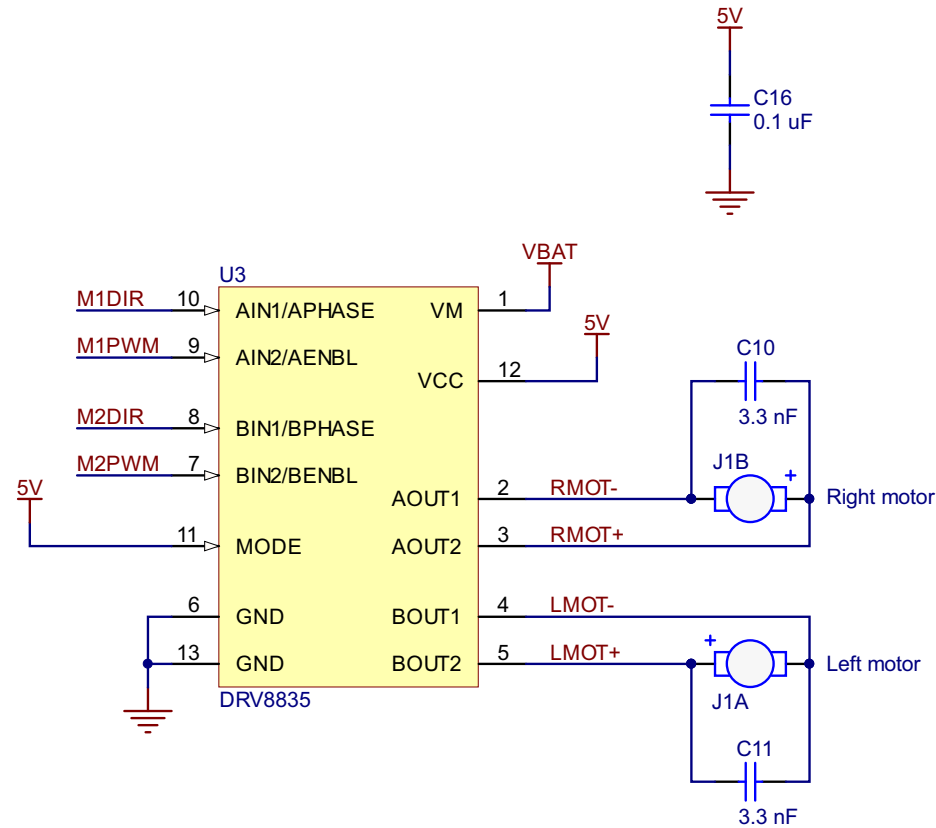 5V
C16
0.1 uF
U3
VBAT
M1DIR 10 AIN1/APHASE VM 1
5V
M1PWM 9 AIN2/AENBL
VCC 12
C10
3.3 nF
M2DIR 8 BIN1/BPHASE
M2PWM 7 BIN2/BENBL
J1B +
5V
AOUT1 2 RMOT- Right motor
11 MODE AOUT2 3 RMOT+
6 GND BOUT1 4 LMOT-
+
13 GND BOUT2 5 LMOT+ Left motor
DRV8835
J1A
C11
3.3 nF